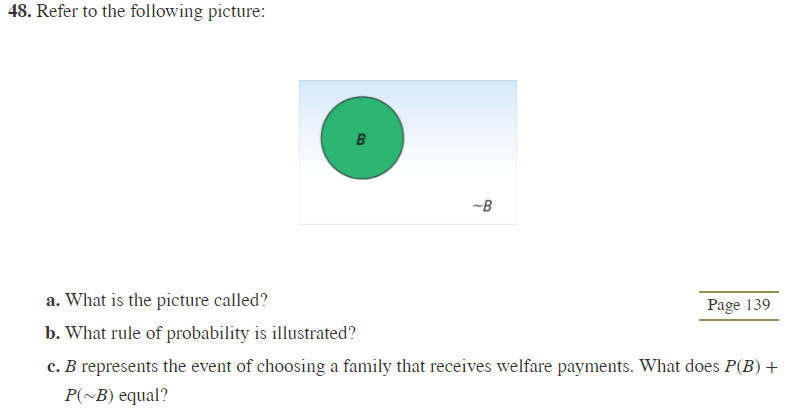 48. Refer to the following picture:
B
~B
a. What is the picture called?
Page 139
b. What rule of probability is illustrated?
c. B represents the event of choosing a family that receives welfare payments. What does P(B) +
P(~B) equal?